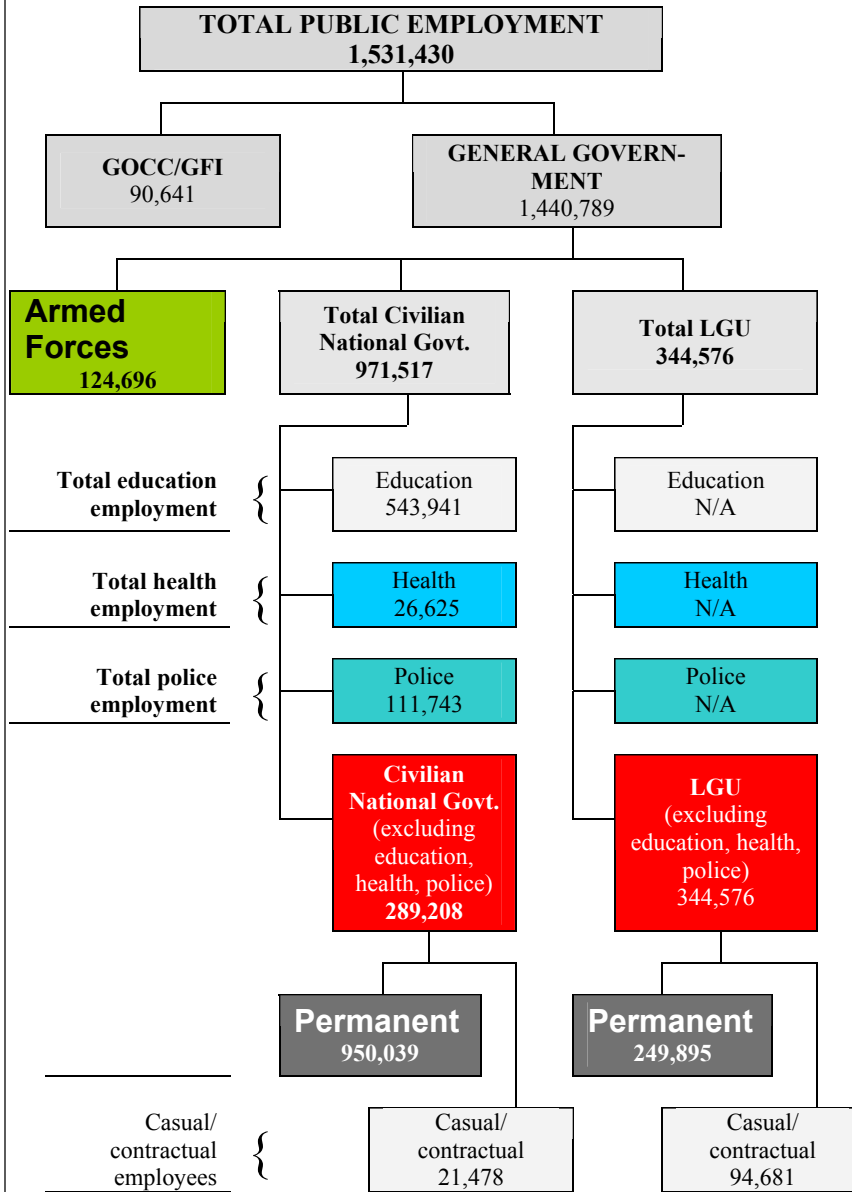 TOTAL PUBLIC EMPLOYMENT
1,531,430
GOCC/GFI
90,641
GENERAL GOVERN-
MENT
1,440,789
Armed
Forces
124,696
Total Civilian
National Govt.
971,517
Total LGU
344,576
Total education
employment
{
Education
543,941
Education
N/A
Total health
employment
{
Health
26,625
Health
N/A
Total police
employment
{
Police
111,743
Police
N/A
Civilian
National Govt.
(excluding
education,
health, police)
289,208
LGU
(excluding
education, health,
police)
344,576
Permanent
950,039
Permanent
249,895
Casual/
contractual
employees
{
Casual/
contractual
21,478
Casual/
contractual
94,681